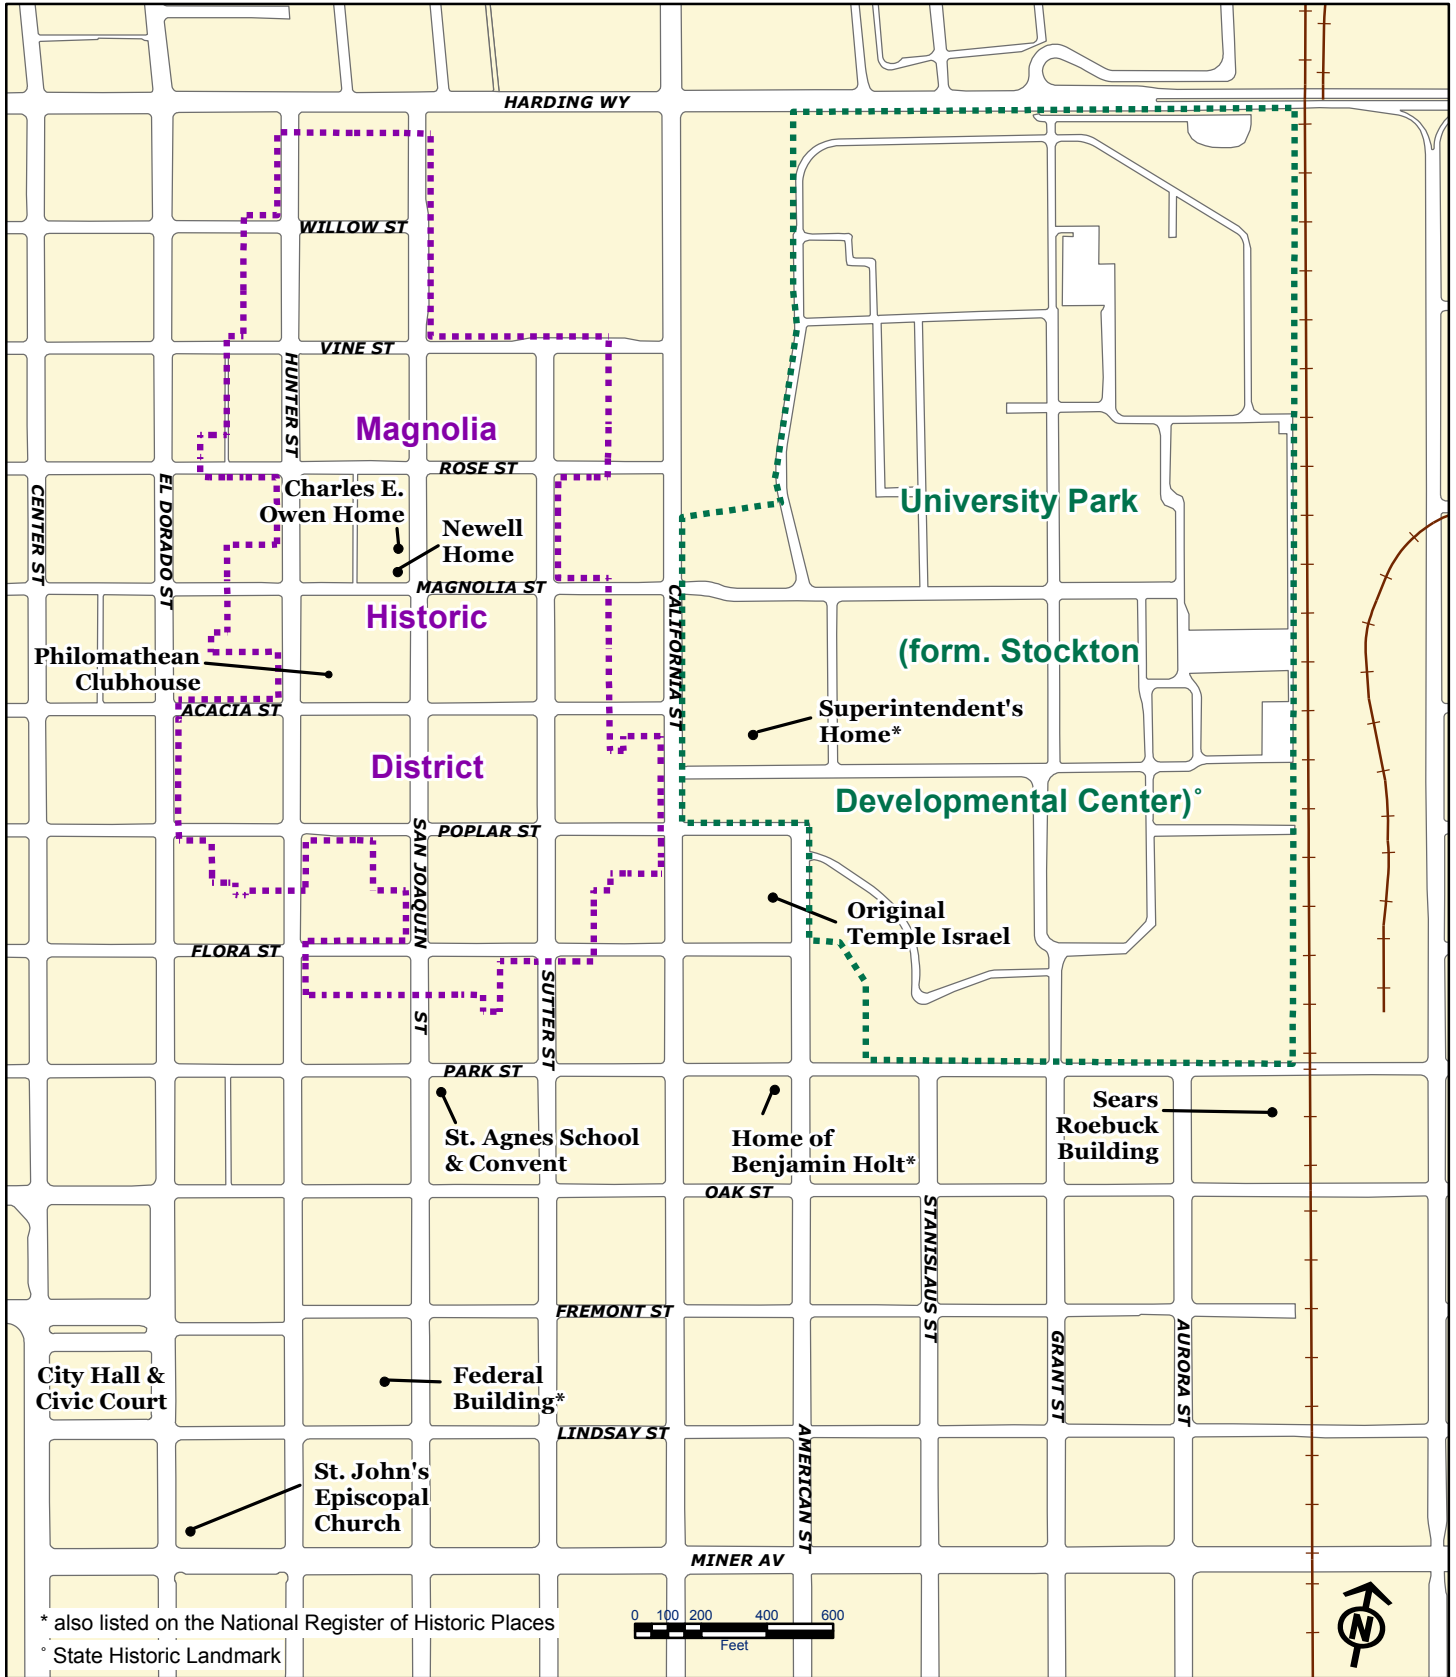 HARDING WY
WILLOW ST
VINE ST
HUNTER ST
Magnolia
ROSE ST
CENTER ST
EL DORADO ST
Charles E.
Owen Home
Newell
Home
University Park
MAGNOLIA ST
Historic
CALIFORNIA ST
(form. Stockton
Philomathean
Clubhouse
ACACIA ST
Superintendent's
Home*
District
Developmental Center)°
POPLAR ST
SAN JOAQUIN
ST
Original
Temple Israel
FLORA ST
SUTTER ST
PARK ST
St. Agnes School
& Convent
Home of
Benjamin Holt*
Sears
Roebuck
Building
OAK ST
STANISLAUS ST
FREMONT ST
GRANT ST
AURORA ST
City Hall &
Civic Court
Federal
Building*
LINDSAY ST
AMERICAN ST
St. John's
Episcopal
Church
MINER AV
* also listed on the National Register of Historic Places
° State Historic Landmark
0 100 200 400 600
Feet
N